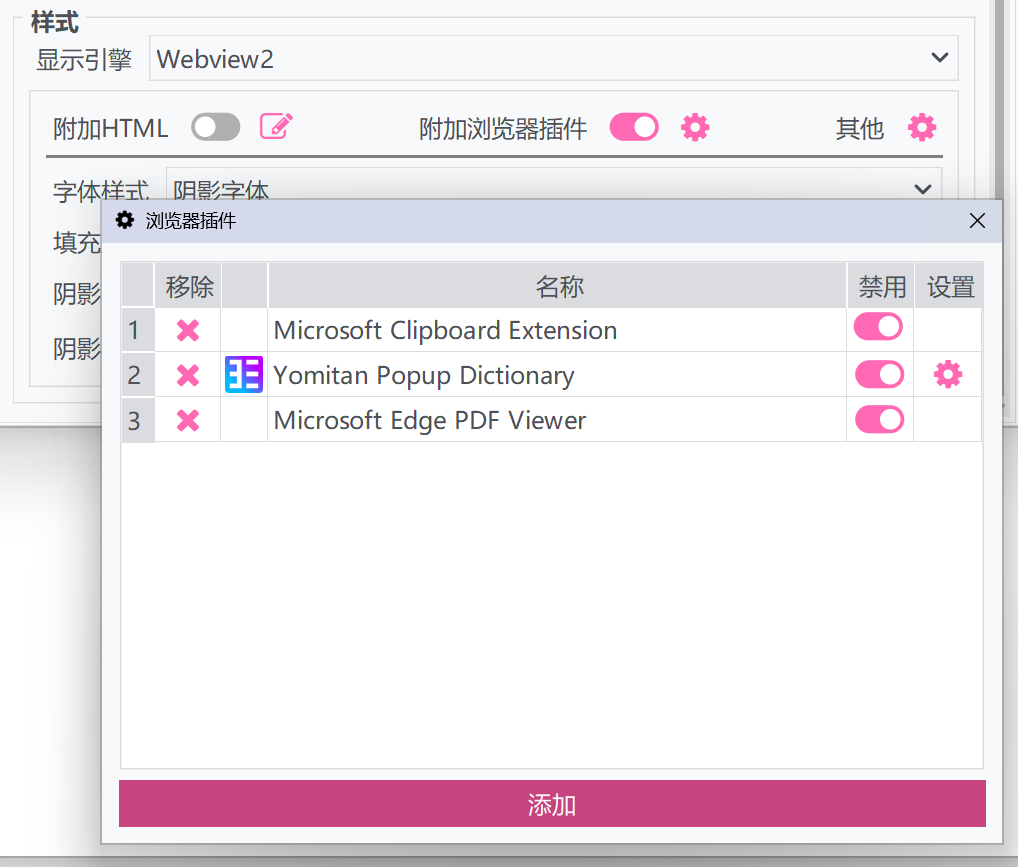 样式
显示引擎 Webview2
附加HTML 附加浏览器插件 其他
字体样式 阴影字体
浏览器插件
填充
阴影
阴影
移除 名称 禁用 设置
1 Microsoft Clipboard Extension
2 Yomitan Popup Dictionary
3 Microsoft Edge PDF Viewer
添加